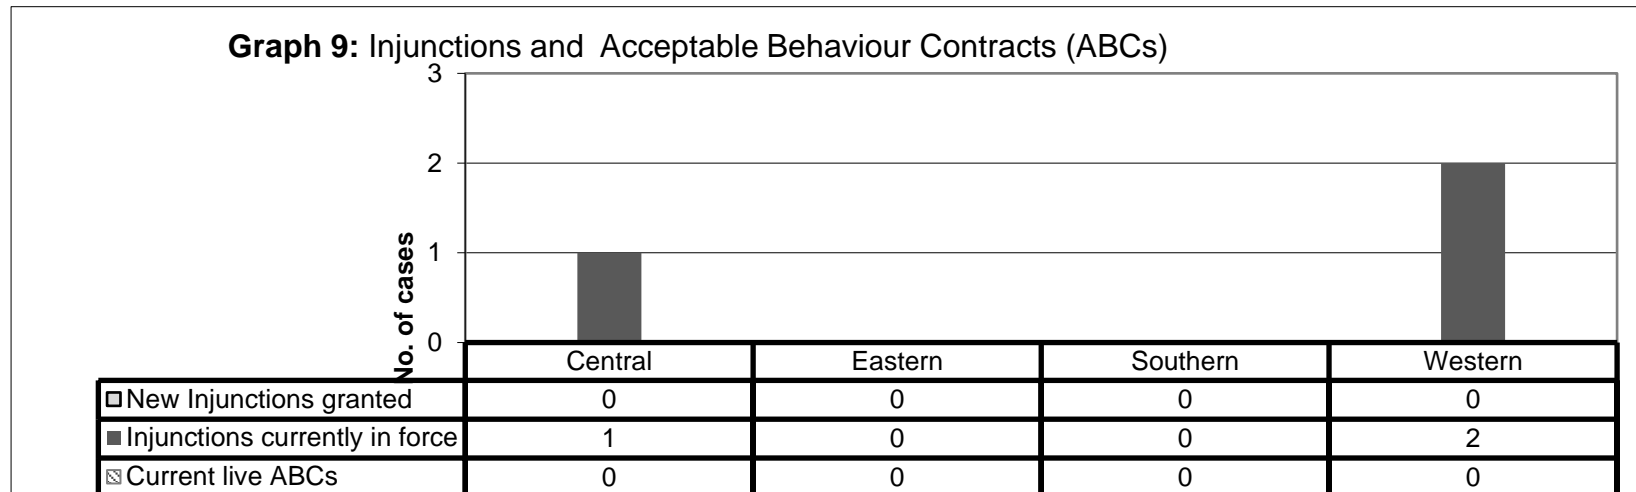 Graph 9: Injunctions and  Acceptable Behaviour Contracts (ABCs)
3
2
1
0
No. of cases
Central Eastern Southern Western
New Injunctions granted 0 0 0 0
Injunctions currently in force 1 0 0 2
Current live ABCs 0 0 0 0